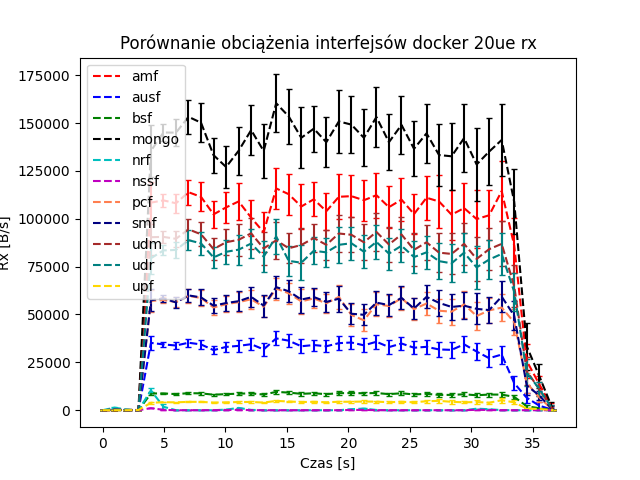 Porównanie obciążenia interfejsów docker 20ue rx
Rx [B/s]
175000
150000
125000
100000
75000
50000
25000
0
amf
ausf
bsf
mongo
nrf
nssf
pcf
smf
udm
udr
upf
0 5 10 15 20 25 30 35
Czas [s]